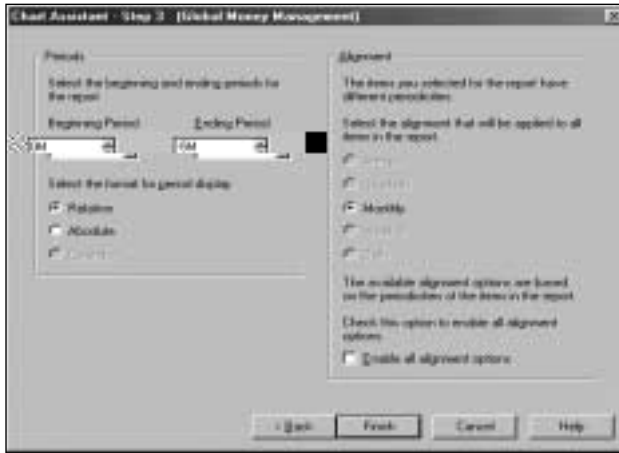 Chart Assistant - Step 3 (Global Money Management)
Periods
Select the beginning and ending periods for
the report
Beginning Period
Ending Period
Select the format for period display
Relative
Absolute
Alignment
The items you selected for the report have
different periodicities.
Select the alignment that will be applied to all
items in the report.
Monthly
The available alignment options are based
on the periodicities of the items in the report
Check this option to enable all alignment
options
Enable all alignment options
< Back
Finish
Cancel
Help